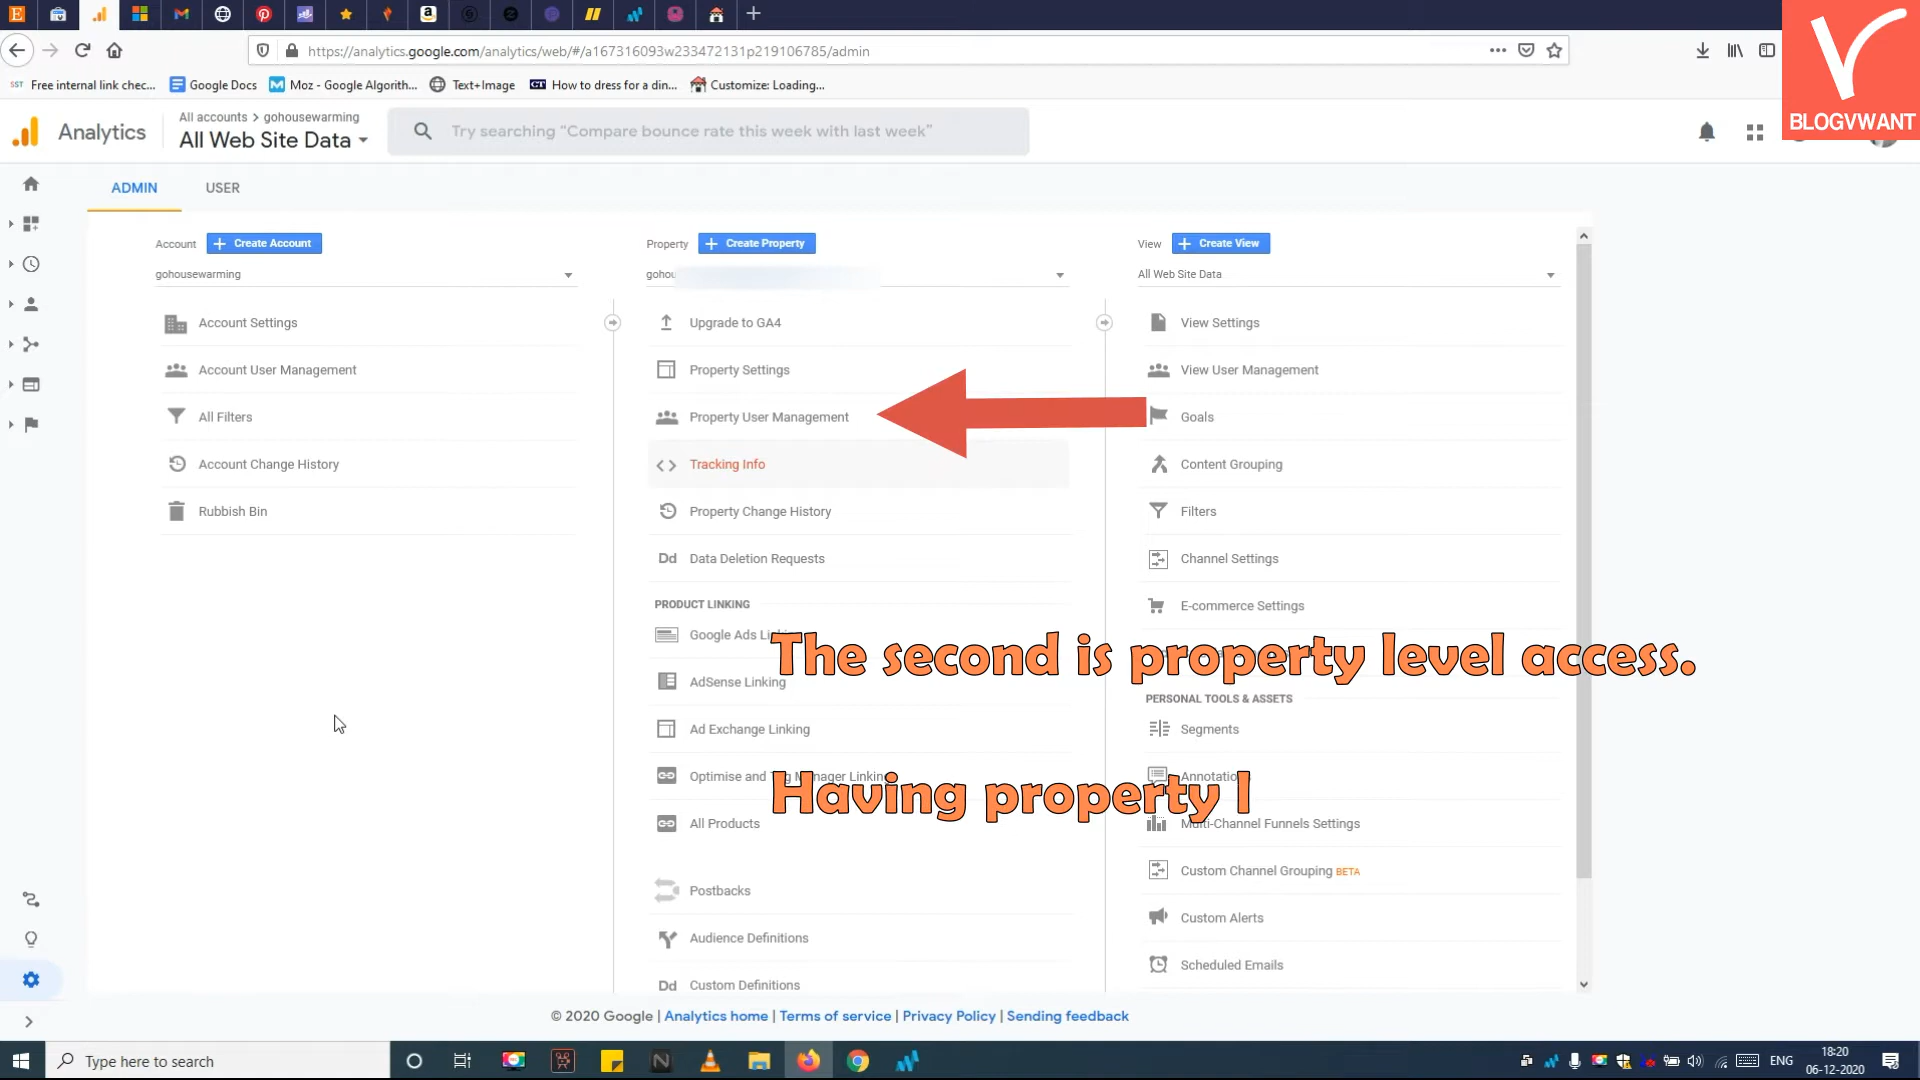 https://analytics.google.com/analytics/web/#/a167316093w233472131p219106785/admin
SST Free internal link chec...
Google Docs
Moz - Google Algorith...
Text+Image
GT How to dress for a din...
Customize: Loading...
BLOGVWANT
Analytics
All accounts > gohousewarming
All Web Site Data
Try searching “Compare bounce rate this week with last week”
ADMIN
USER
Account
+ Create Account
gohousewarming
Account Settings
Account User Management
All Filters
Account Change History
Rubbish Bin
Property
+ Create Property
gohou
Upgrade to GA4
Property Settings
Property User Management
Tracking Info
Property Change History
Dd Data Deletion Requests
PRODUCT LINKING
Google Ads
AdSense Linking
Ad Exchange Linking
Optimise and Manager Linking
All Products
Postbacks
Audience Definitions
Dd Custom Definitions
View
+ Create View
All Web Site Data
View Settings
View User Management
Goals
Content Grouping
Filters
Channel Settings
E-commerce Settings
PERSONAL TOOLS & ASSETS
Segments
Multi-Channel Funnels Settings
Custom Channel Grouping BETA
Custom Alerts
Scheduled Emails
The second is property level access.
Having property l
© 2020 Google | Analytics home | Terms of service | Privacy Policy | Sending feedback
Type here to search
ENG
18:20
06-12-2020